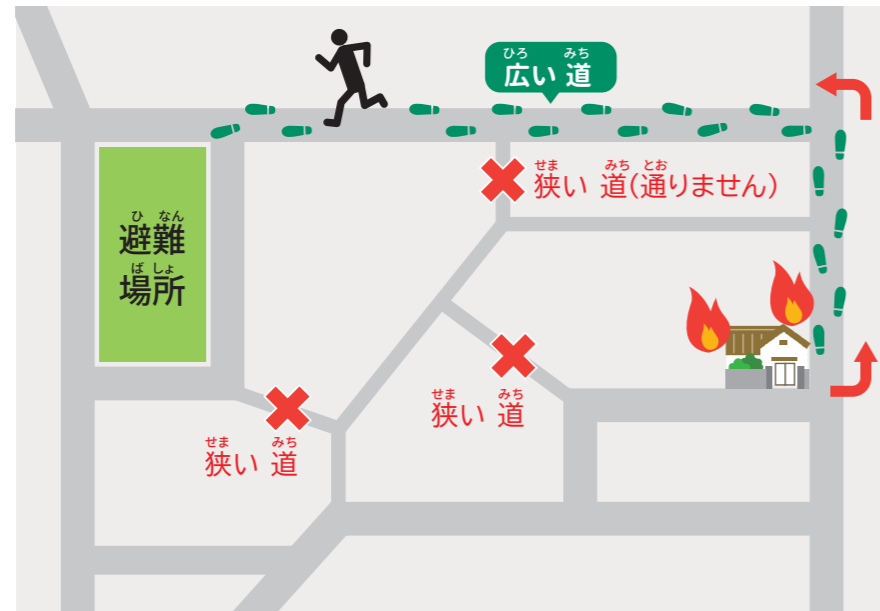 ひろ みち
広い 道
せま みち とお
狭い 道(通りません)
ひ なん
避難
ば しょ
場所
せま みち
狭い 道
せま みち
狭い 道